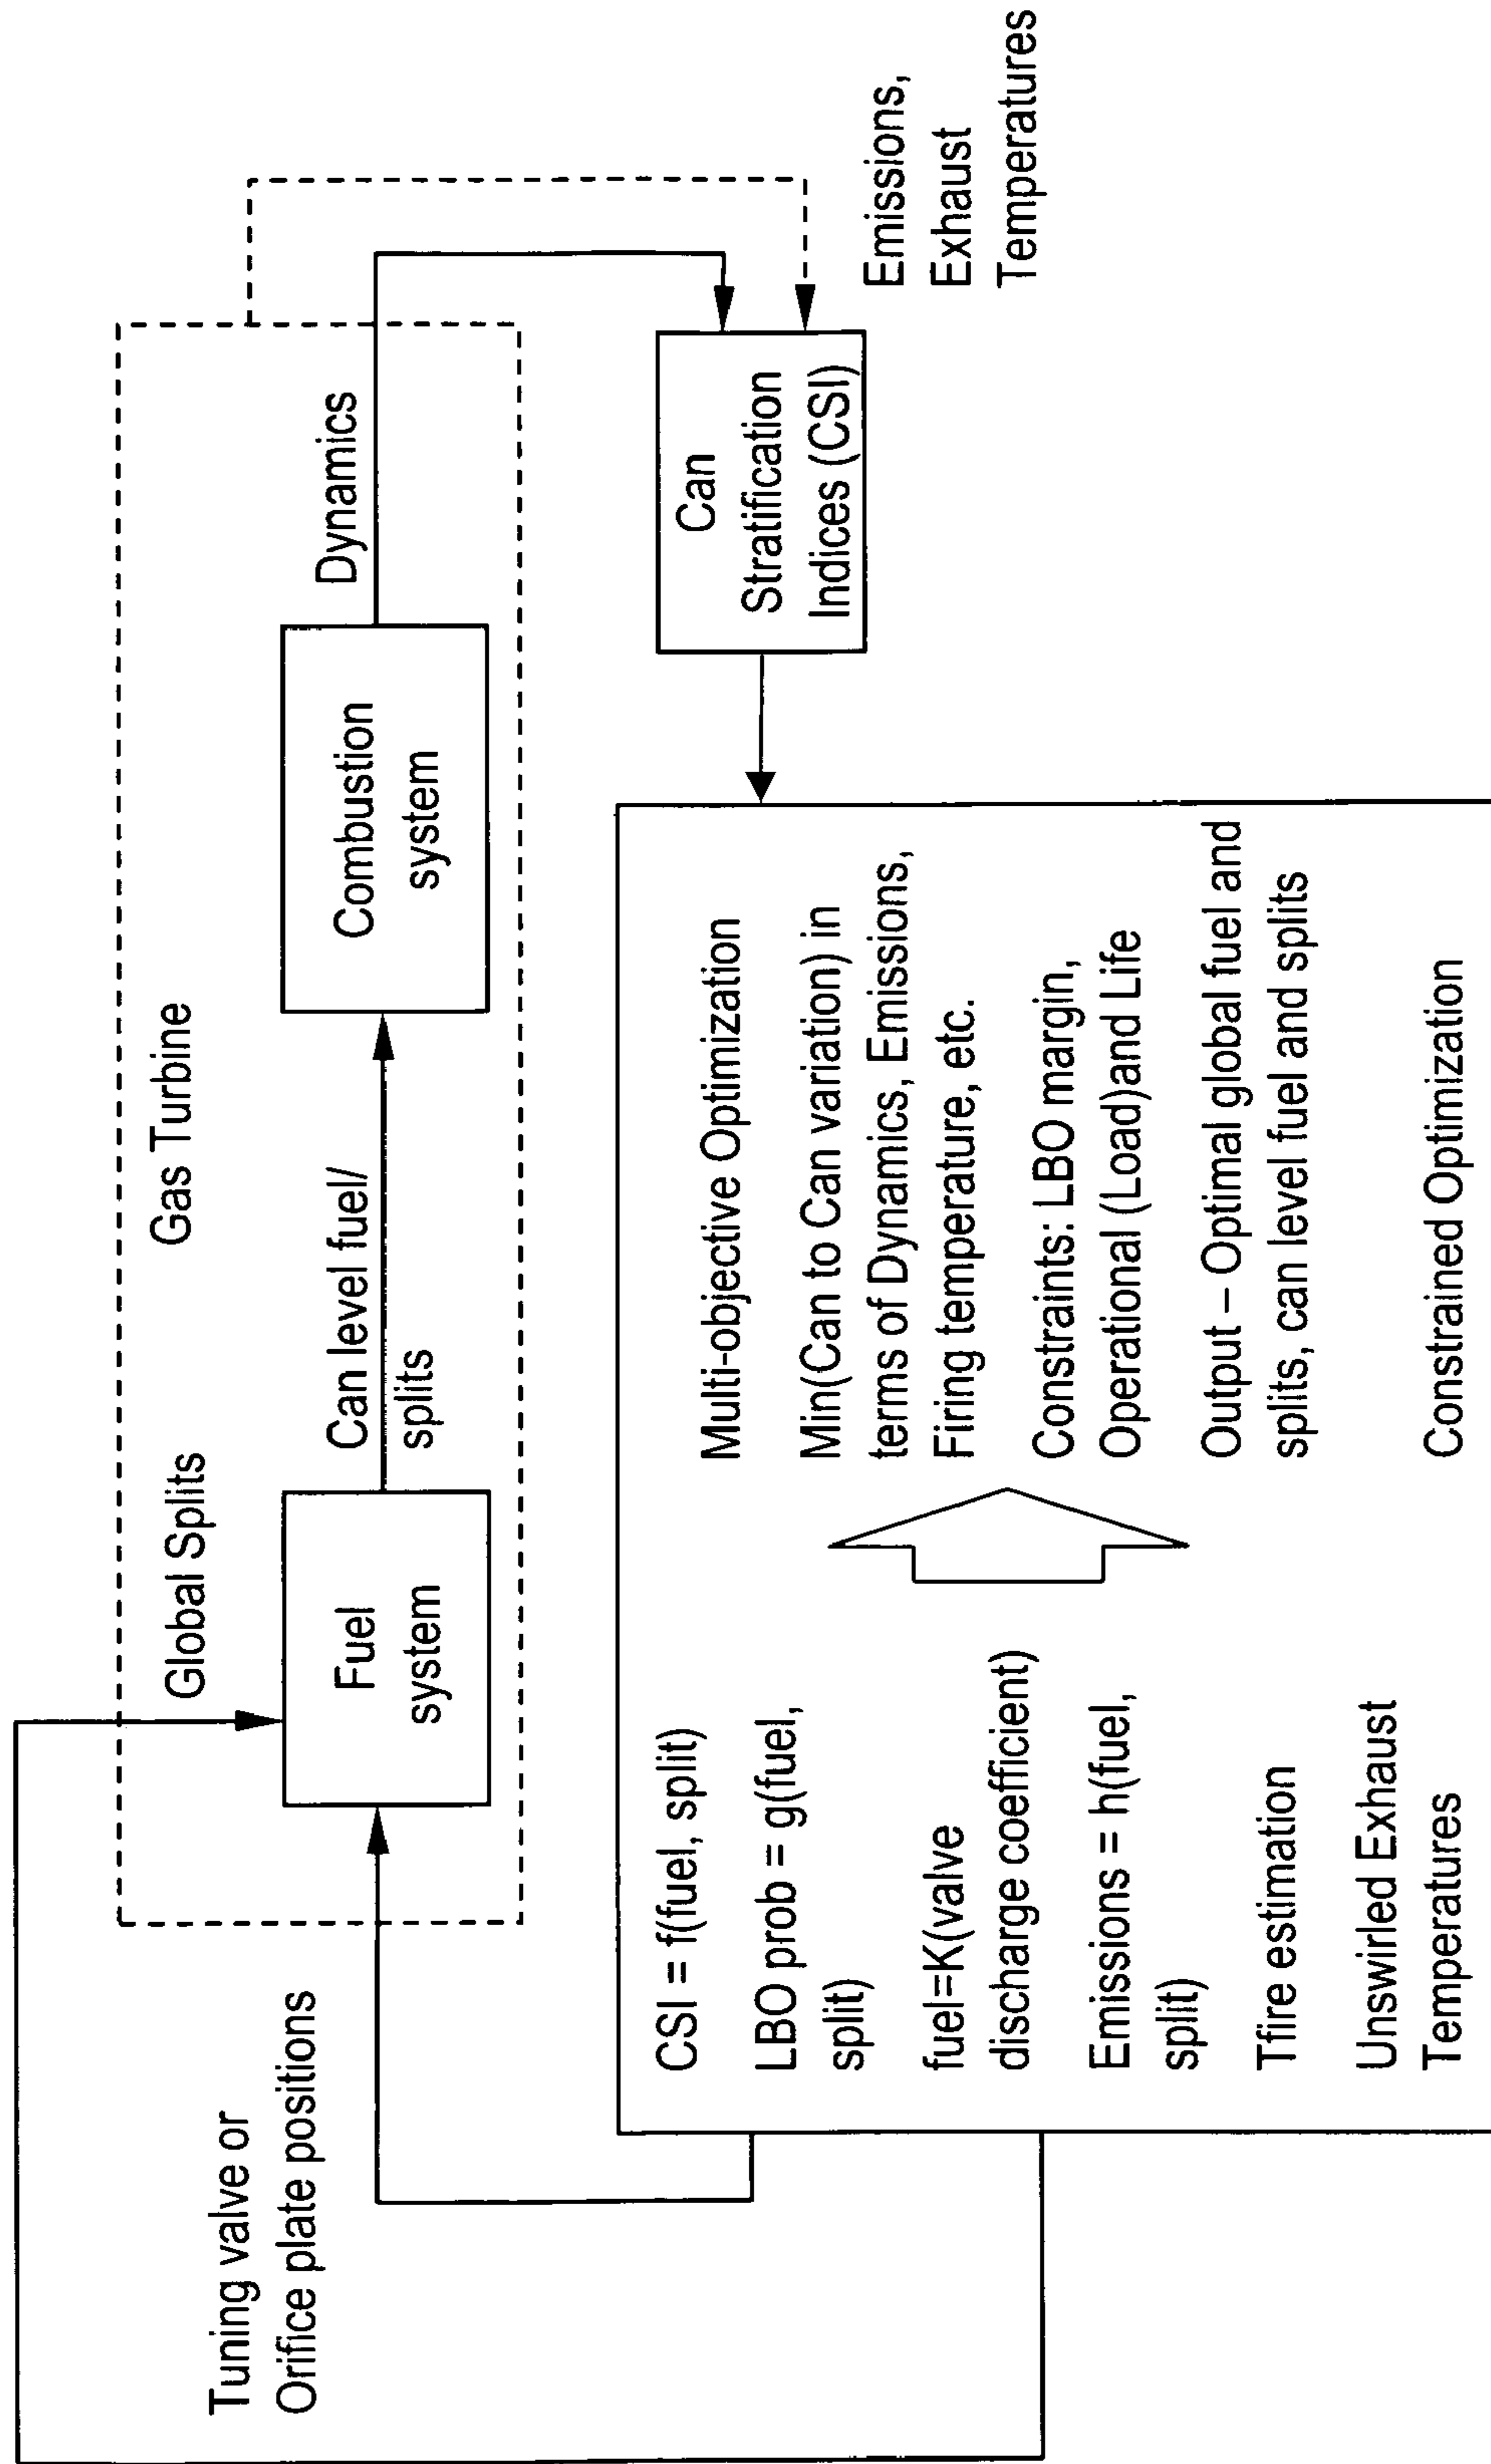 Gas Turbine
Global Splits
Tuning valve or
Orifice plate positions
Fuel
system
Can level fuel/
splits
Combustion
system
Dynamics
Can
Stratification
Indices (CSI)
Emissions,
Exhaust
Temperatures
CSI = f(fuel, split)
LBO prob = g(fuel,
split)
fuel=K(valve
discharge coefficient)
Emissions = h(fuel,
split)
Tfire estimation
Unswirled Exhaust
Temperatures
Multi-objective Optimization
Min(Can to Can variation) in
terms of Dynamics, Emissions,
Firing temperature, etc.
Constraints: LBO margin,
Operational (Load)and Life
Output – Optimal global fuel and
splits, can level fuel and splits
Constrained Optimization